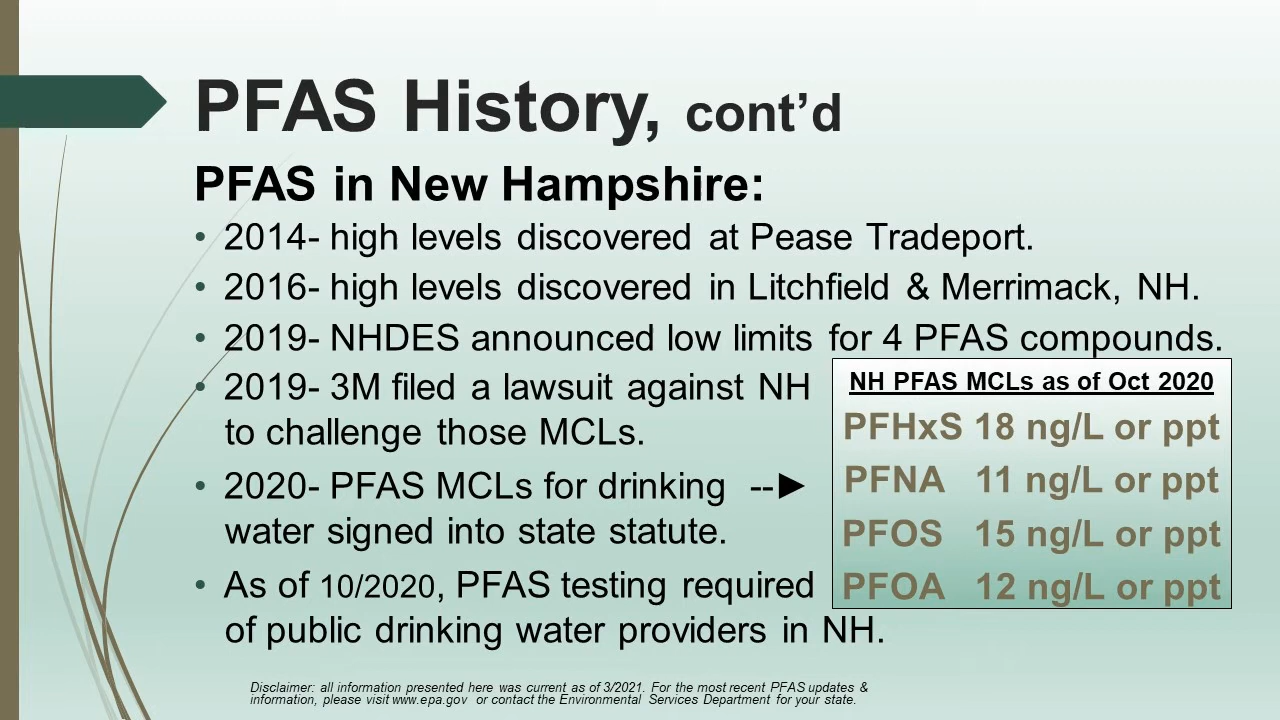 PFAS History, cont’d
PFAS in New Hampshire:
• 2014- high levels discovered at Pease Tradeport.
• 2016- high levels discovered in Litchfield & Merrimack, NH.
• 2019- NHDES announced low limits for 4 PFAS compounds.
• 2019- 3M filed a lawsuit against NH
to challenge those MCLs.
• 2020- PFAS MCLs for drinking --►
water signed into state statute.
• As of 10/2020, PFAS testing required
of public drinking water providers in NH.
NH PFAS MCLs as of Oct 2020
PFHxS 18 ng/L or ppt
PFNA 11 ng/L or ppt
PFOS 15 ng/L or ppt
PFOA 12 ng/L or ppt
Disclaimer: all information presented here was current as of 3/2021. For the most recent PFAS updates &
information, please visit www.epa.gov or contact the Environmental Services Department for your state.